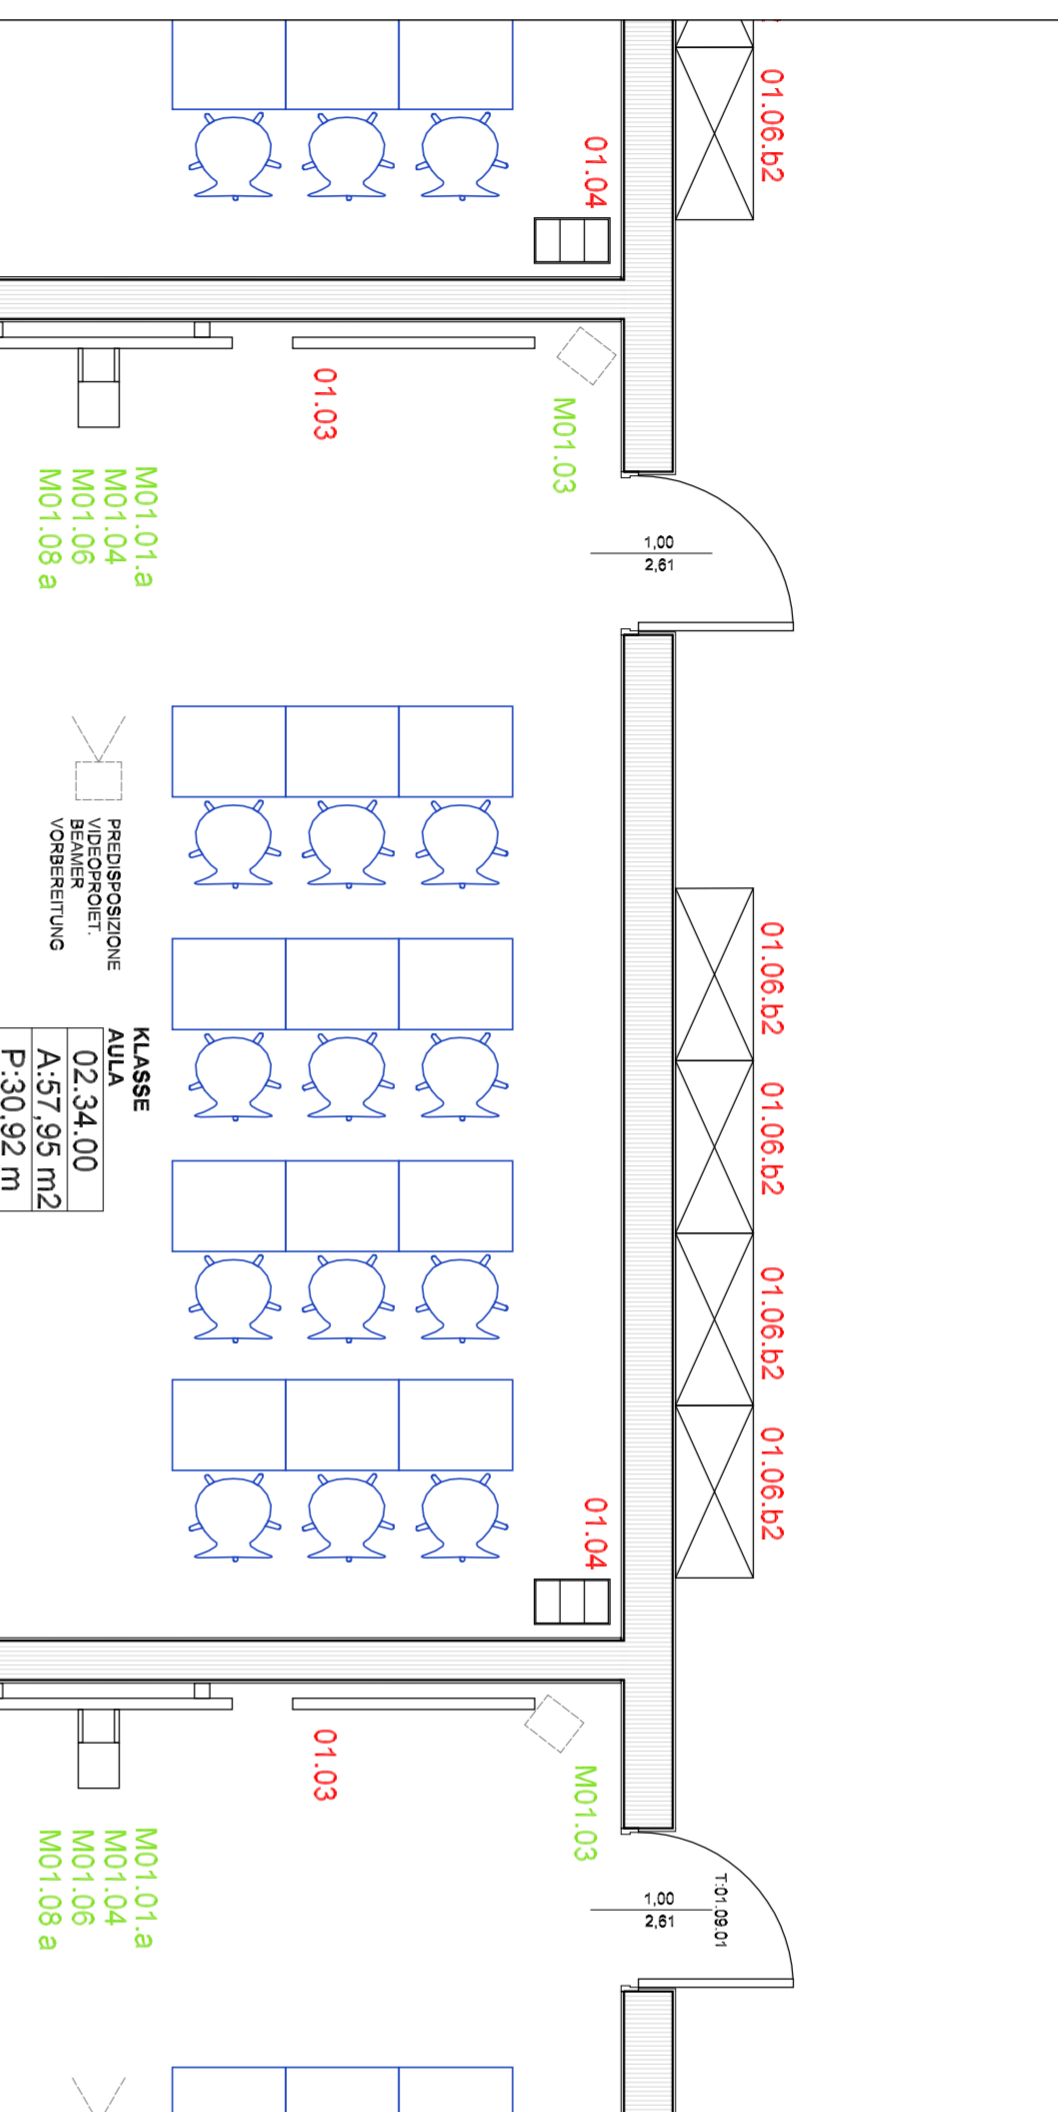 01.06.b2
01.04
01.03
M01.03
M01.01.a
M01.04
M01.06
M01.08 a
1,00
2,61
PREDISPOSIZIONE
VIDEOPROIET.
BEAMER
VORBEREITUNG
KLASSE
AULA
02.34.00
A:57,95 m2
P:30,92 m
01.06.b2
01.06.b2
01.06.b2
01.06.b2
01.04
01.03
M01.03
M01.01.a
M01.04
M01.06
M01.08 a
1,00
2,61
T:01.09.01